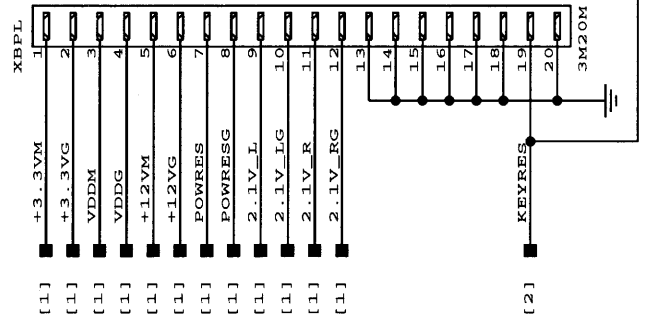 XBPL
3M20M
1
2
3
4
5
6
7
8
9
10
11
12
13
14
15
16
17
18
19
20
+3.3VM
+3.3VG
VDDM
VDDG
+12VM
+12VG
POWRES
POWRESG
2.1V_L
2.1V_LG
2.1V_R
2.1V_RG
KEYRES
[1]
[1]
[1]
[1]
[1]
[1]
[1]
[1]
[1]
[1]
[1]
[1]
[2]